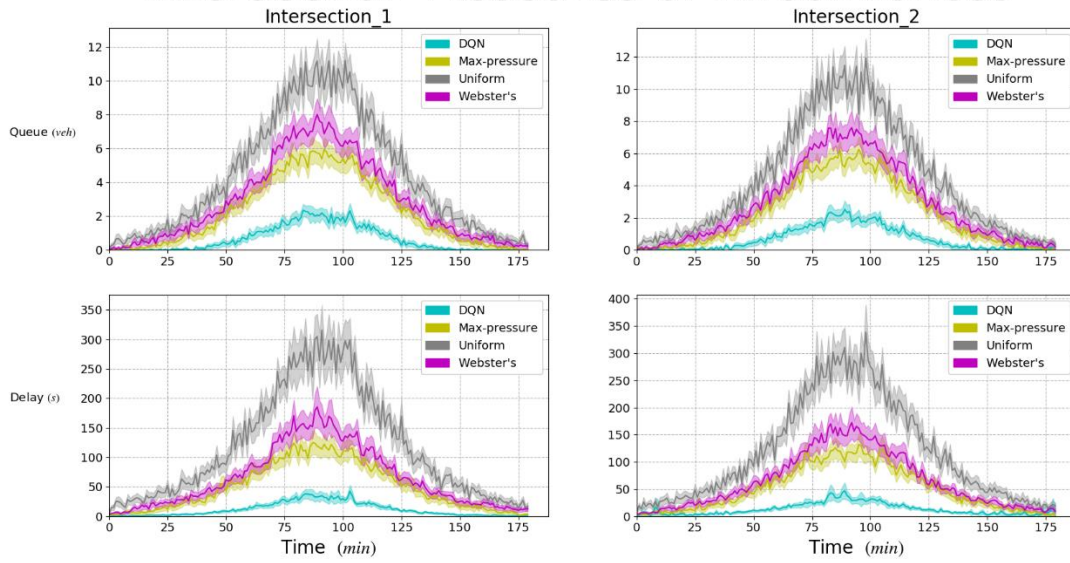 Intersection_1
Intersection_2
12
10
8
6
4
2
0
Queue (veh)
0 25 50 75 100 125 150 175
DQN
Max-pressure
Uniform
Webster's
12
10
8
6
4
2
0
0 25 50 75 100 125 150 175
DQN
Max-pressure
Uniform
Webster's
350
300
250
200
150
100
50
0
Delay (s)
0 25 50 75 100 125 150 175
Time (min)
DQN
Max-pressure
Uniform
Webster's
400
350
300
250
200
150
100
50
0
0 25 50 75 100 125 150 175
Time (min)
DQN
Max-pressure
Uniform
Webster's